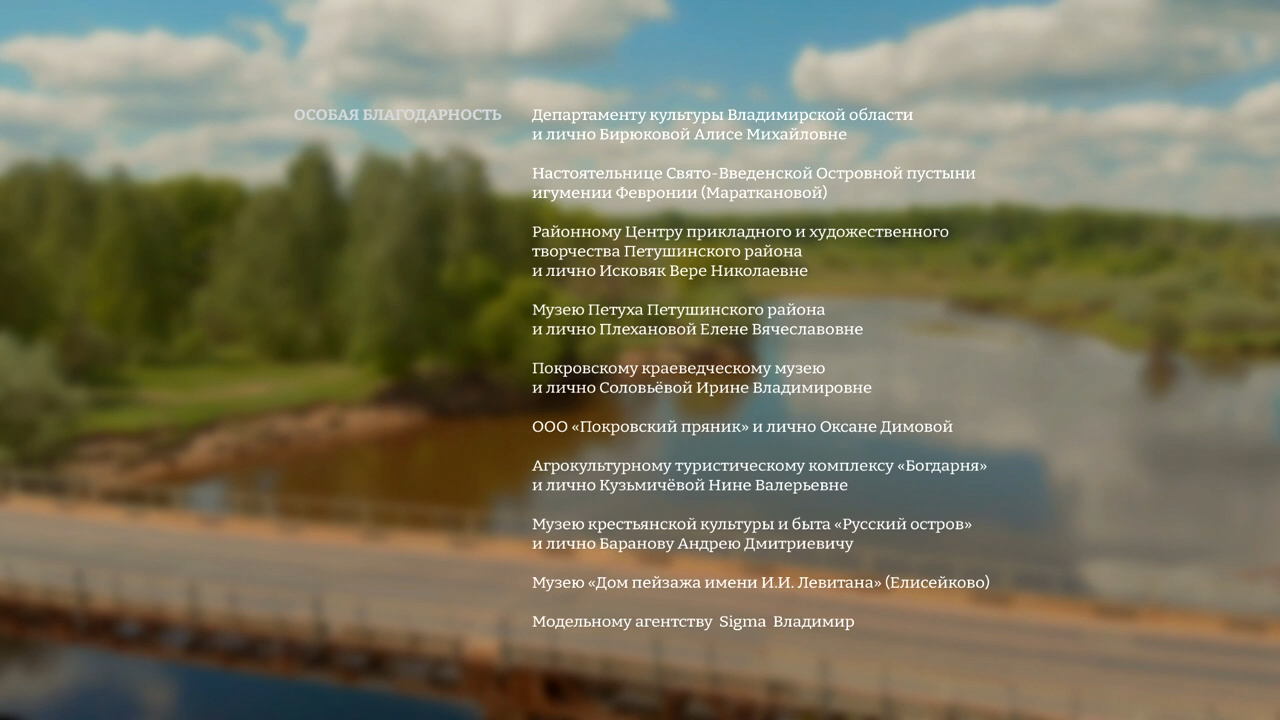 ОСОБАЯ БЛАГОДАРНОСТЬ
Департаменту культуры Владимирской области
и лично Бирюковой Алисе Михайловне
Настоятельнице Свято-Введенской Островной пустыни
игумении Февронии (Маратκановой)
Районному Центру прикладного и художественного
творчества Петушинского района
и лично Исковяк Вере Николаевне
Музею Петуха Петушинского района
и лично Плехановой Елене Вячеславовне
Покровскому краеведческому музею
и лично Соловьёвой Ирине Владимировне
ООО «Покровский пряник» и лично Оксане Димовой
Агрокультурному туристическому комплексу «Богдарня»
и лично Кузьмичёвой Нине Валерьевне
Музею крестьянской культуры и быта «Русский остров»
и лично Баранову Андрею Дмитриевичу
Музею «Дом пейзажа имени И.И. Левитана» (Елисейково)
Модельному агентству Sigma Владимир